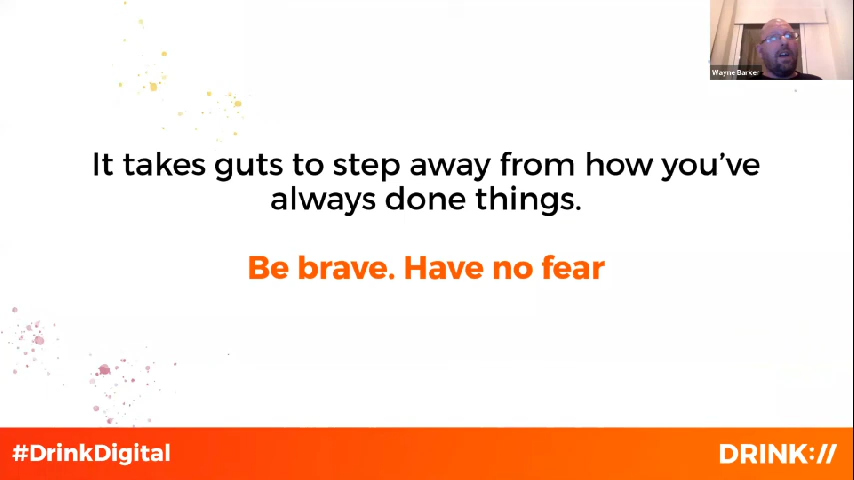 Wayne Barker
It takes guts to step away from how you've
always done things.
Be brave. Have no fear
#DrinkDigital
DRINK://